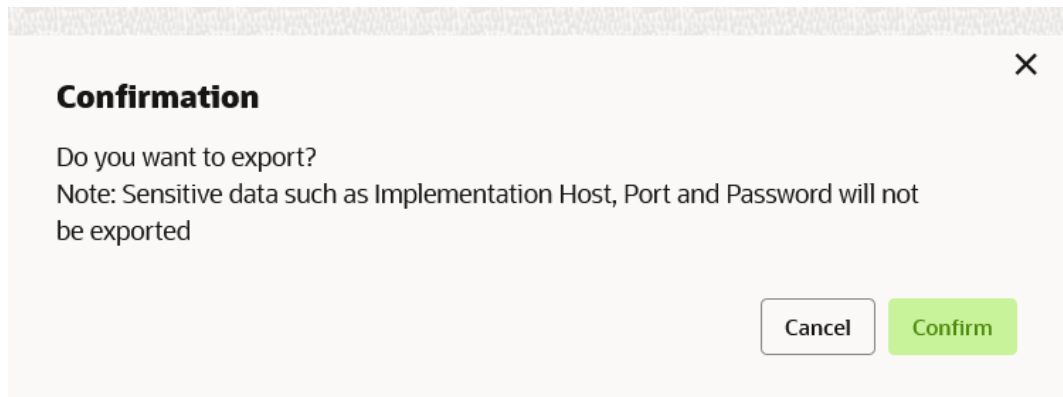 Confirmation
Do you want to export?
Note: Sensitive data such as Implementation Host, Port and Password will not
be exported
Cancel
Confirm